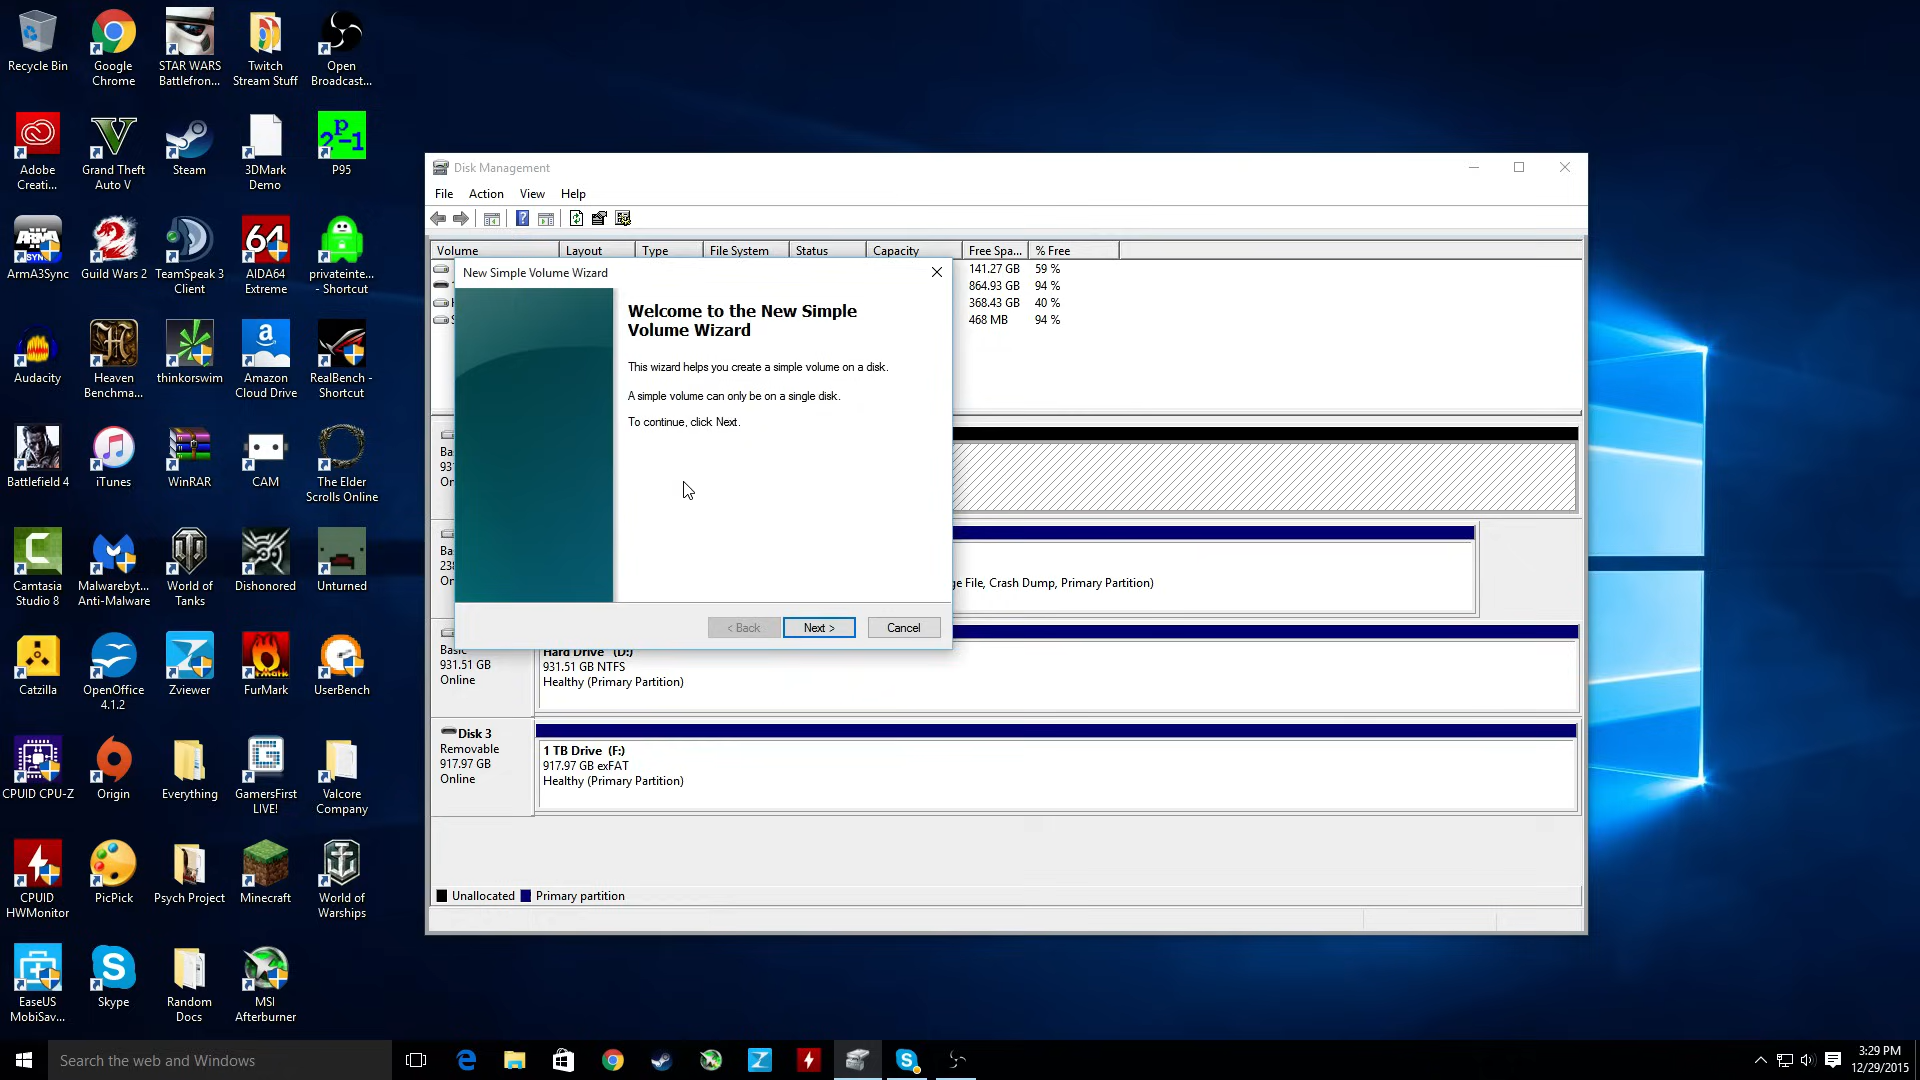 Recycle Bin
Google
Chrome
STAR WARS
Battlefron...
Twitch
Stream Stuff
Open
Broadcast...
Adobe
Creati...
Grand Theft
Auto V
Steam
3DMark
Demo
P95
ArmA3Sync
Guild Wars 2
TeamSpeak 3
Client
AIDA64
Extreme
privateinte...
- Shortcut
Audacity
Heaven
Benchma...
thinkorswim
Amazon
Cloud Drive
RealBench -
Shortcut
Battlefield 4
iTunes
WinRAR
CAM
The Elder
Scrolls Online
Camtasia
Studio 8
Malwarebyt...
Anti-Malware
World of
Tanks
Dishonored
Unturned
Catzilla
OpenOffice
4.1.2
Zviewer
FurMark
UserBench
CPUID CPU-Z
Origin
Everything
GamersFirst
LIVE!
Valcore
Company
CPUID
HWMonitor
PicPick
Psych Project
Minecraft
World of
Warships
EaseUS
MobiSav...
Skype
Random
Docs
MSI
Afterburner
Disk Management
File Action View Help
Volume Layout Type File System Status Capacity Free Spa... % Free
141.27 GB 59 %
864.93 GB 94 %
368.43 GB 40 %
468 MB 94 %
New Simple Volume Wizard
Welcome to the New Simple
Volume Wizard
This wizard helps you create a simple volume on a disk.
A simple volume can only be on a single disk.
To continue, click Next.
< Back Next > Cancel
Bas
931
On
Bas
238
On
ge File, Crash Dump, Primary Partition)
Basic
931.51 GB
Online
Hard Drive (D:)
931.51 GB NTFS
Healthy (Primary Partition)
Disk 3
Removable
917.97 GB
Online
1 TB Drive (F:)
917.97 GB exFAT
Healthy (Primary Partition)
Unallocated Primary partition
Search the web and Windows
3:29 PM
12/29/2015